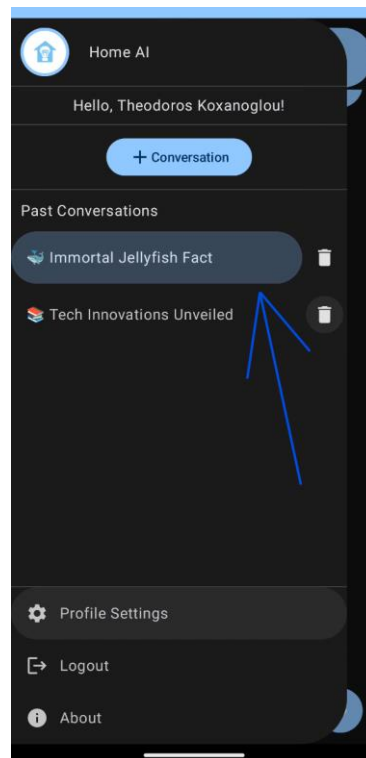 Home AI
Hello, Theodoros Koxanoglou!
+ Conversation
Past Conversations
Immortal Jellyfish Fact
Tech Innovations Unveiled
Profile Settings
Logout
About